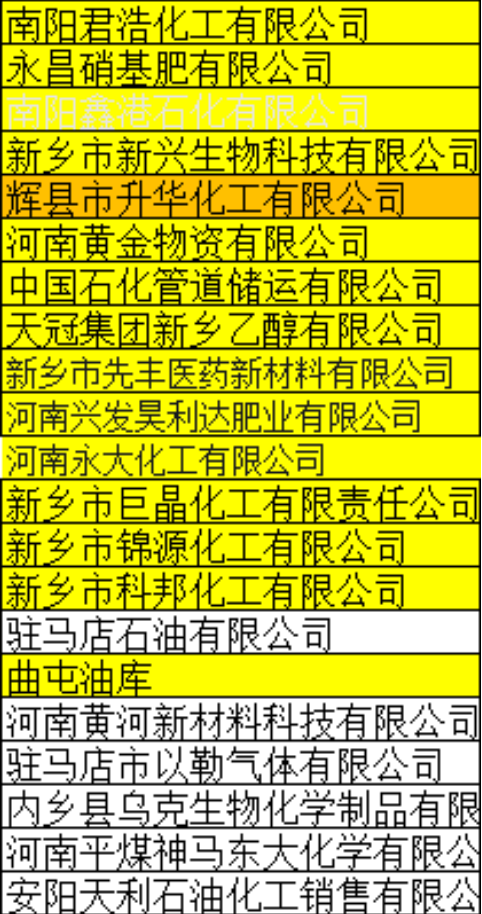 南阳君浩化工有限公司
永昌硝基肥有限公司
南阳鑫港石化有限公司
新乡市新兴生物科技有限公司
辉县市升华化工有限公司
河南黄金物资有限公司
中国石化管道储运有限公司
天冠集团新乡乙醇有限公司
新乡市先丰医药新材料有限公司
河南兴发昊利达肥业有限公司
河南永大化工有限公司
新乡市巨晶化工有限责任公司
新乡市锦源化工有限公司
新乡市科邦化工有限公司
驻马店石油有限公司
曲屯油库
河南黄河新材料科技有限公司
驻马店市以勒气体有限公司
内乡县乌克生物化学制品有限
河南平煤神马东大化学有限公
安阳天利石油化工销售有限公